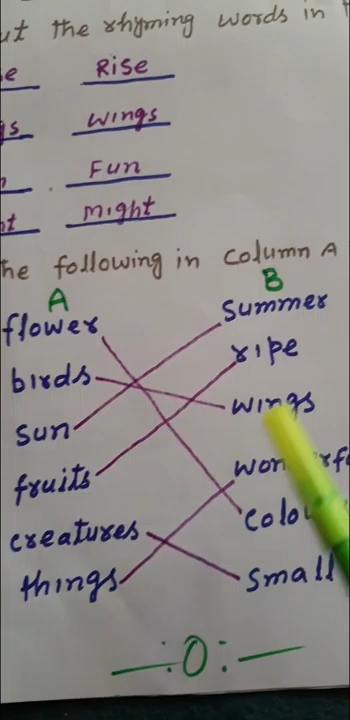 the rhyming words in
Rise
wings
Fun
might
following in column A
A B
flower summer
birds ripe
sun wings
fruits
creatures
things small
—:0:—